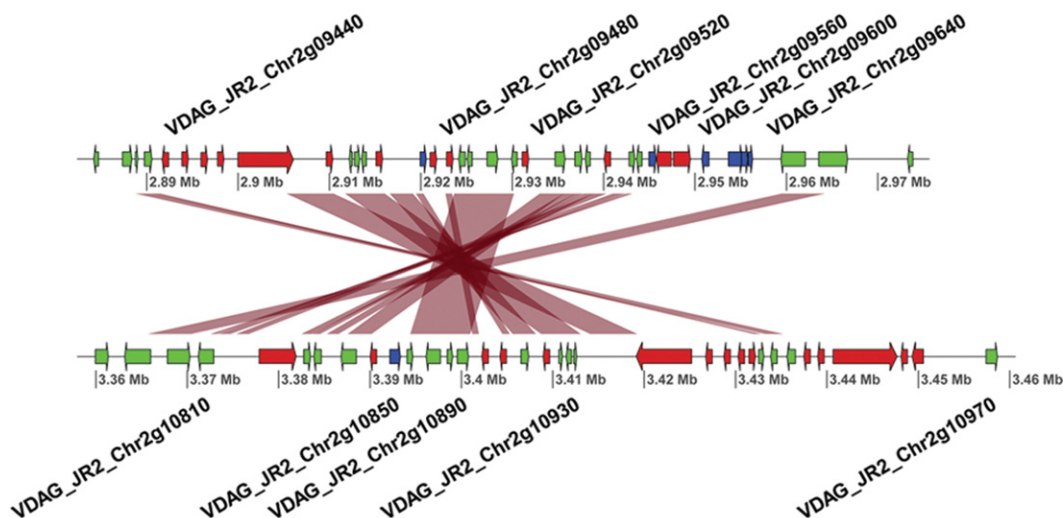 VDAG_JR2_Chr2g09440
VDAG_JR2_Chr2g09480
VDAG_JR2_Chr2g09520
VDAG_JR2_Chr2g09560
VDAG_JR2_Chr2g09600
VDAG_JR2_Chr2g09640
2.89 Mb
2.9 Mb
2.91 Mb
2.92 Mb
2.93 Mb
2.94 Mb
2.95 Mb
2.96 Mb
2.97 Mb
3.36 Mb
3.37 Mb
3.38 Mb
3.39 Mb
3.4 Mb
3.41 Mb
3.42 Mb
3.43 Mb
3.44 Mb
3.45 Mb
3.46 Mb
VDAG_JR2_Chr2g10810
VDAG_JR2_Chr2g10850
VDAG_JR2_Chr2g10890
VDAG_JR2_Chr2g10930
VDAG_JR2_Chr2g10970